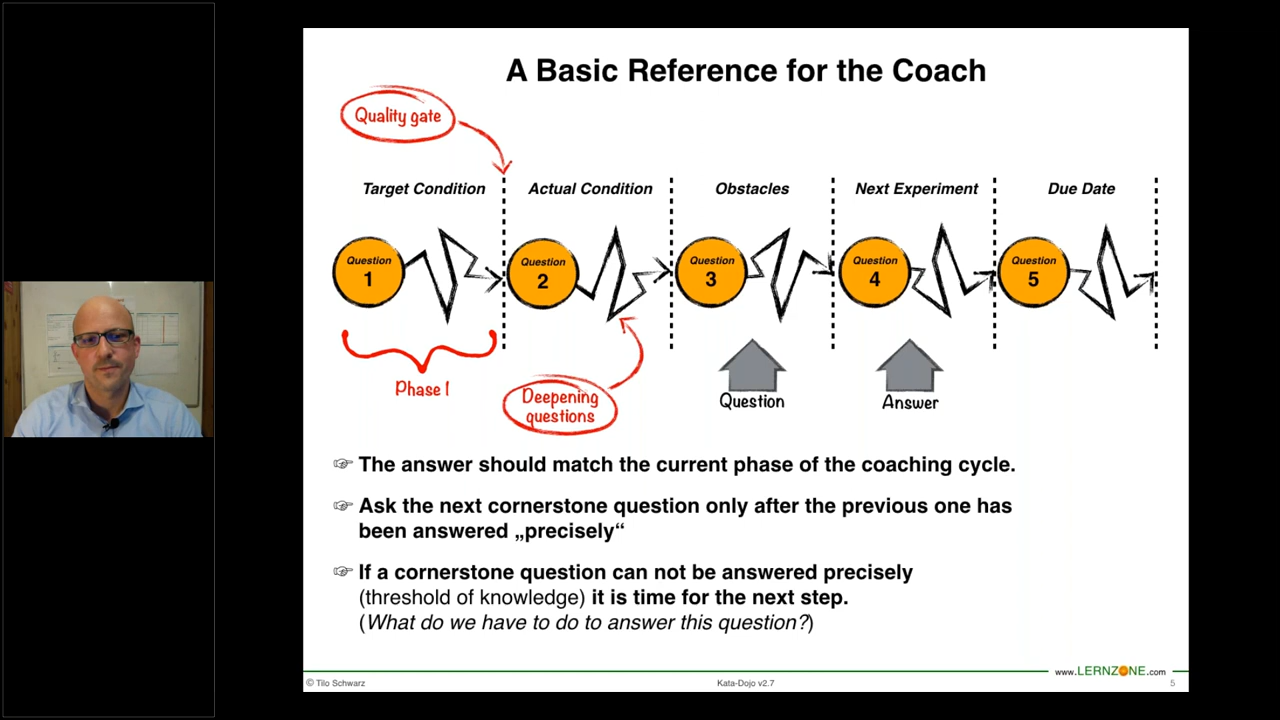 A Basic Reference for the Coach
Quality gate
Target Condition
Actual Condition
Obstacles
Next Experiment
Due Date
Question
1
Question
2
Question
3
Question
4
Question
5
Phase 1
Deepening
questions
Question
Answer
☞ The answer should match the current phase of the coaching cycle.
☞ Ask the next cornerstone question only after the previous one has
been answered „precisely“
☞ If a cornerstone question can not be answered precisely
(threshold of knowledge) it is time for the next step.
(What do we have to do to answer this question?)
www.LERNZONE.com
© Tilo Schwarz
Kata-Dojo v2.7
5